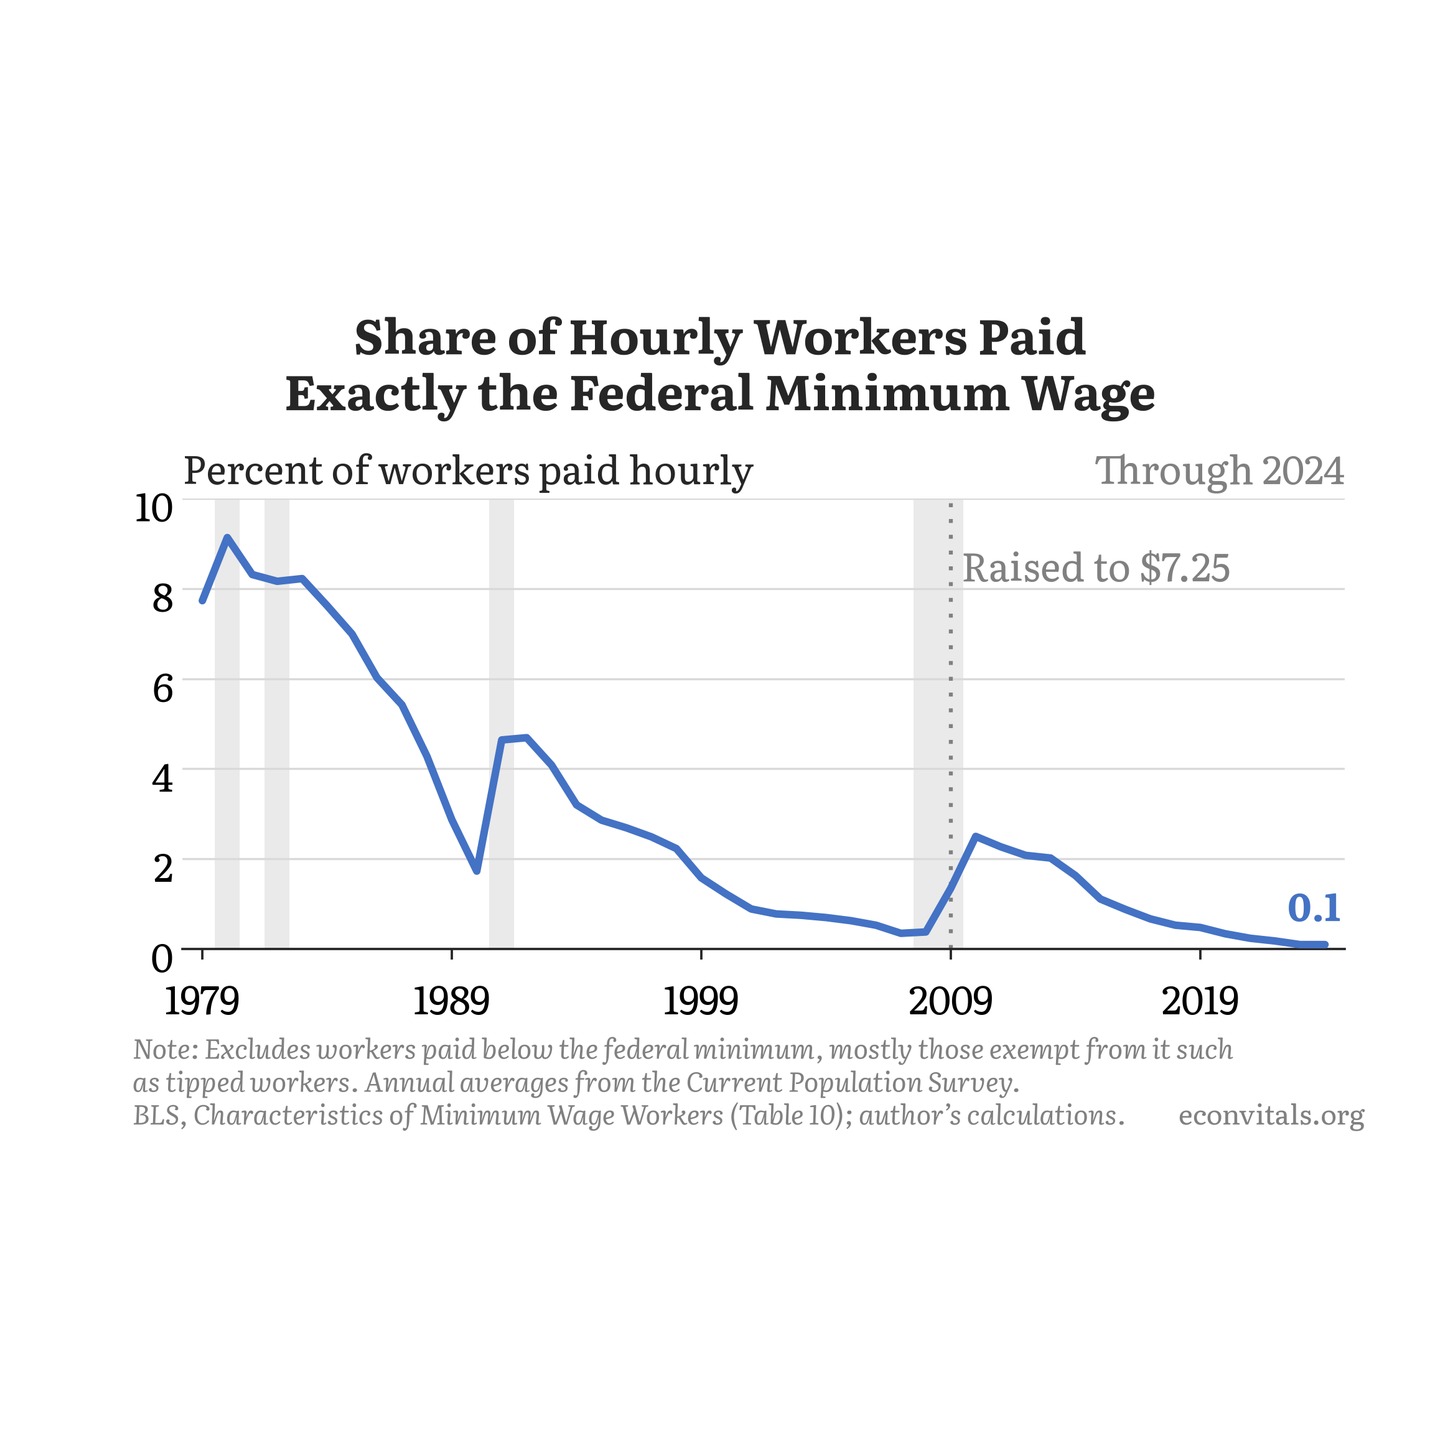 Share of Hourly Workers Paid
Exactly the Federal Minimum Wage
Percent of workers paid hourly
Through 2024
10
Raised to $7.25
8
6
4
2
0.1
0
1979 1989 1999 2009 2019
Note: Excludes workers paid below the federal minimum, mostly those exempt from it such
as tipped workers. Annual averages from the Current Population Survey.
BLS, Characteristics of Minimum Wage Workers (Table 10); author’s calculations.
econvitals.org